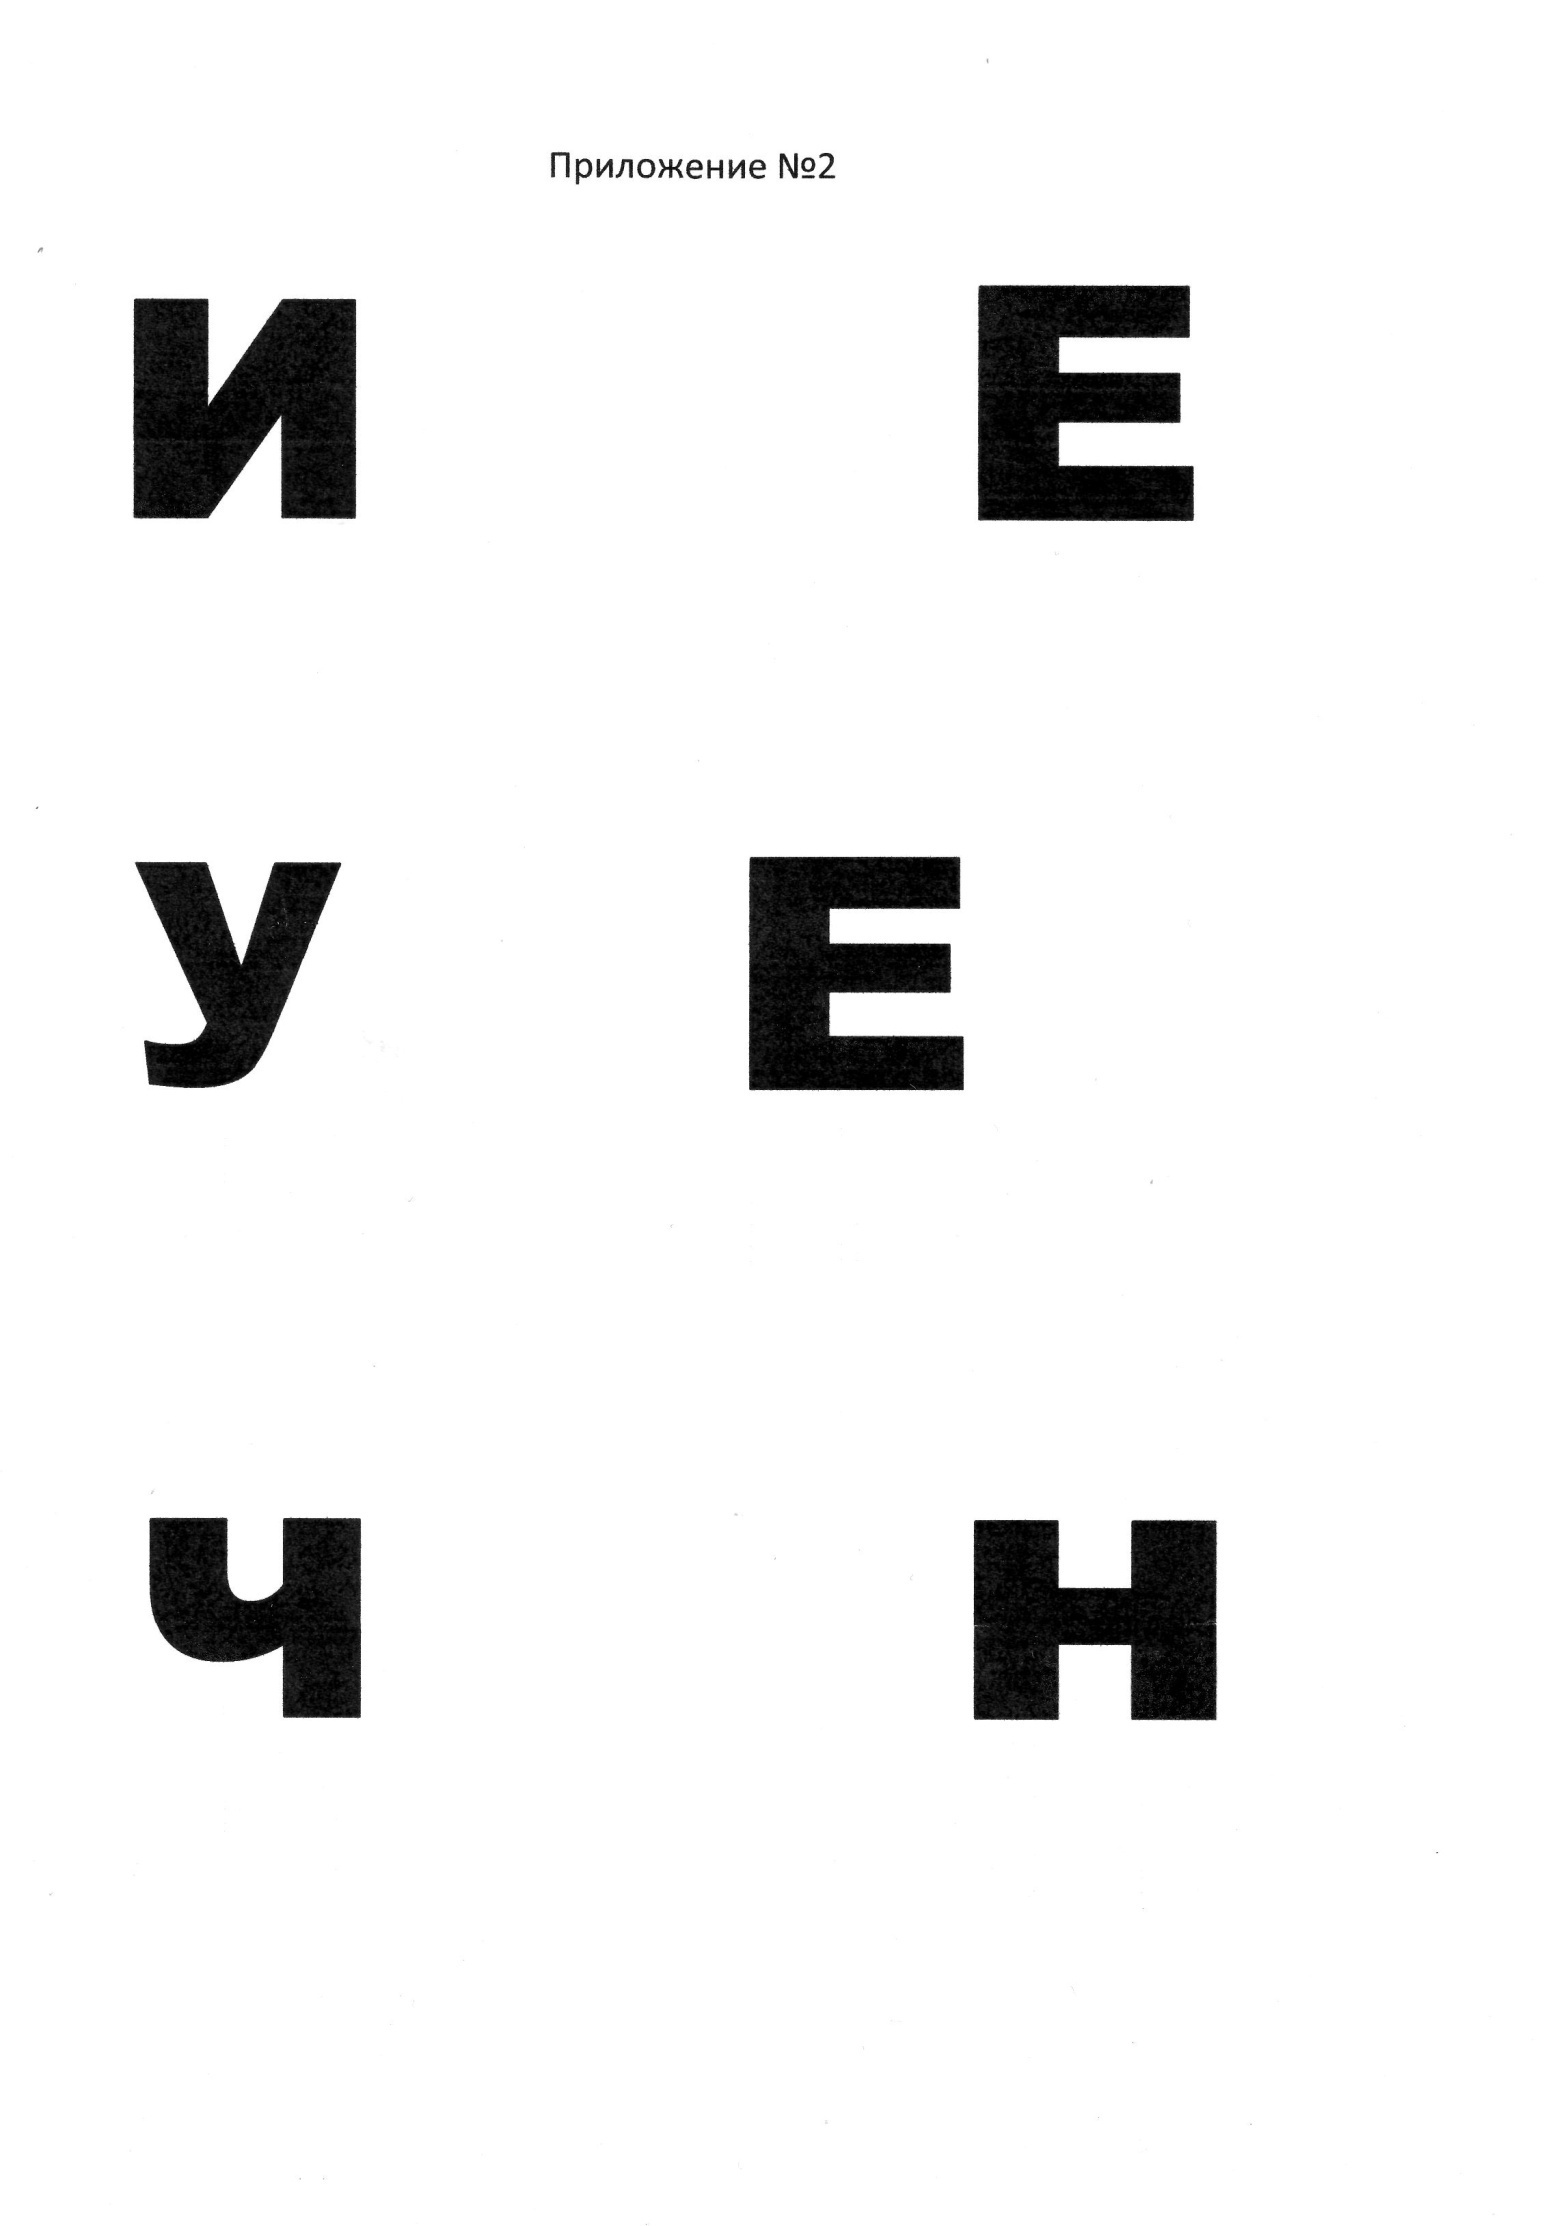 Приложение №2
И Е
У Е
Ч Н